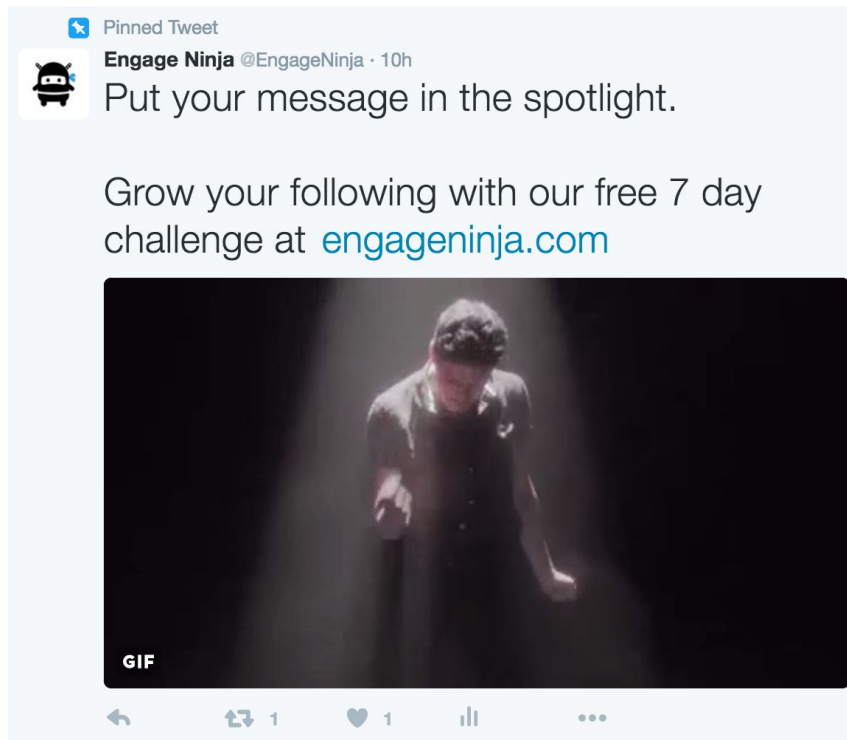 Pinned Tweet
Engage Ninja @EngageNinja · 10h
Put your message in the spotlight.
Grow your following with our free 7 day
challenge at engageninja.com
GIF
1 1